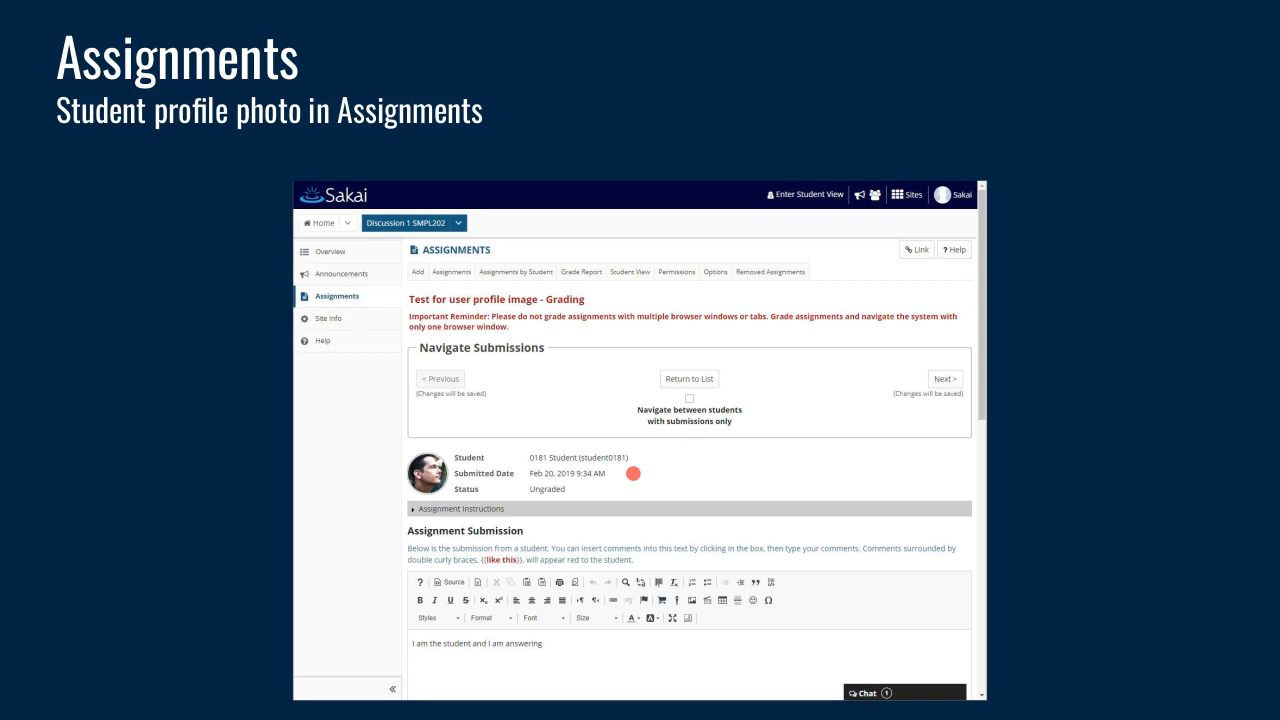 Assignments
Student profile photo in Assignments
Sakai
Enter Student View
Sites
Sakai
Home
Discussion 1 SMPL202
Overview
Announcements
Assignments
Site Info
Help
ASSIGNMENTS
Link
? Help
Add Assignments Assignments by Student Grade Report Student View Permissions Options Removed Assignments
Test for user profile image - Grading
Important Reminder: Please do not grade assignments with multiple browser windows or tabs. Grade assignments and navigate the system with
only one browser window.
Navigate Submissions
< Previous
Return to List
Next >
(Changes will be saved)
(Changes will be saved)
Navigate between students
with submissions only
Student 0181 Student (student0181)
Submitted Date Feb 20, 2019 9:34 AM
Status Ungraded
Assignment Instructions
Assignment Submission
Below is the submission from a student. You can insert comments into this text by clicking in the box, then type your comments. Comments surrounded by
double curly braces, {{like this}}, will appear red to the student.
? Source
B I U S x₂ x² Ω
Styles Format Font Size A A
I am the student and I am answering
Chat 1